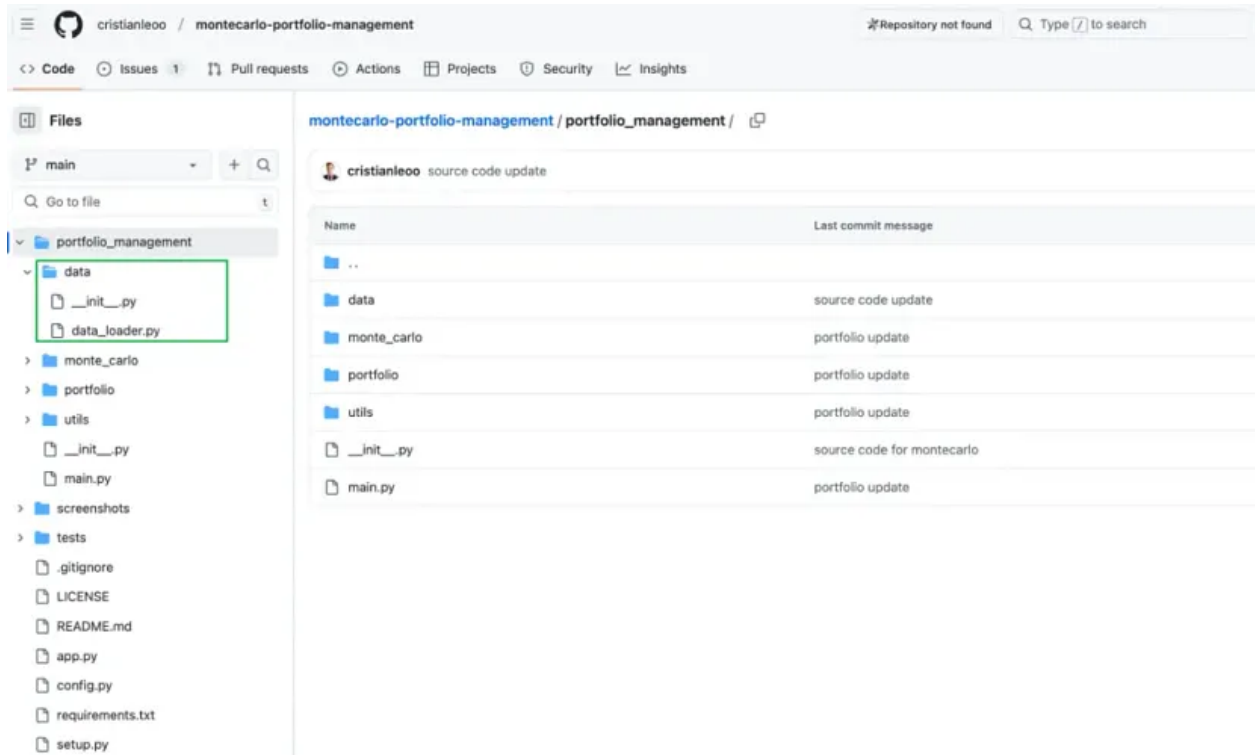 cristianleoo / montecarlo-portfolio-management
Repository not found
Type / to search
Code
Issues 1
Pull requests
Actions
Projects
Security
Insights
Files
main
Go to file
t
portfolio_management
data
__init__.py
data_loader.py
monte_carlo
portfolio
utils
__init__.py
main.py
screenshots
tests
.gitignore
LICENSE
README.md
app.py
config.py
requirements.txt
setup.py
montecarlo-portfolio-management / portfolio_management /
cristianleoo source code update
Name Last commit message
..
data source code update
monte_carlo portfolio update
portfolio portfolio update
utils portfolio update
__init__.py source code for montecarlo
main.py portfolio update